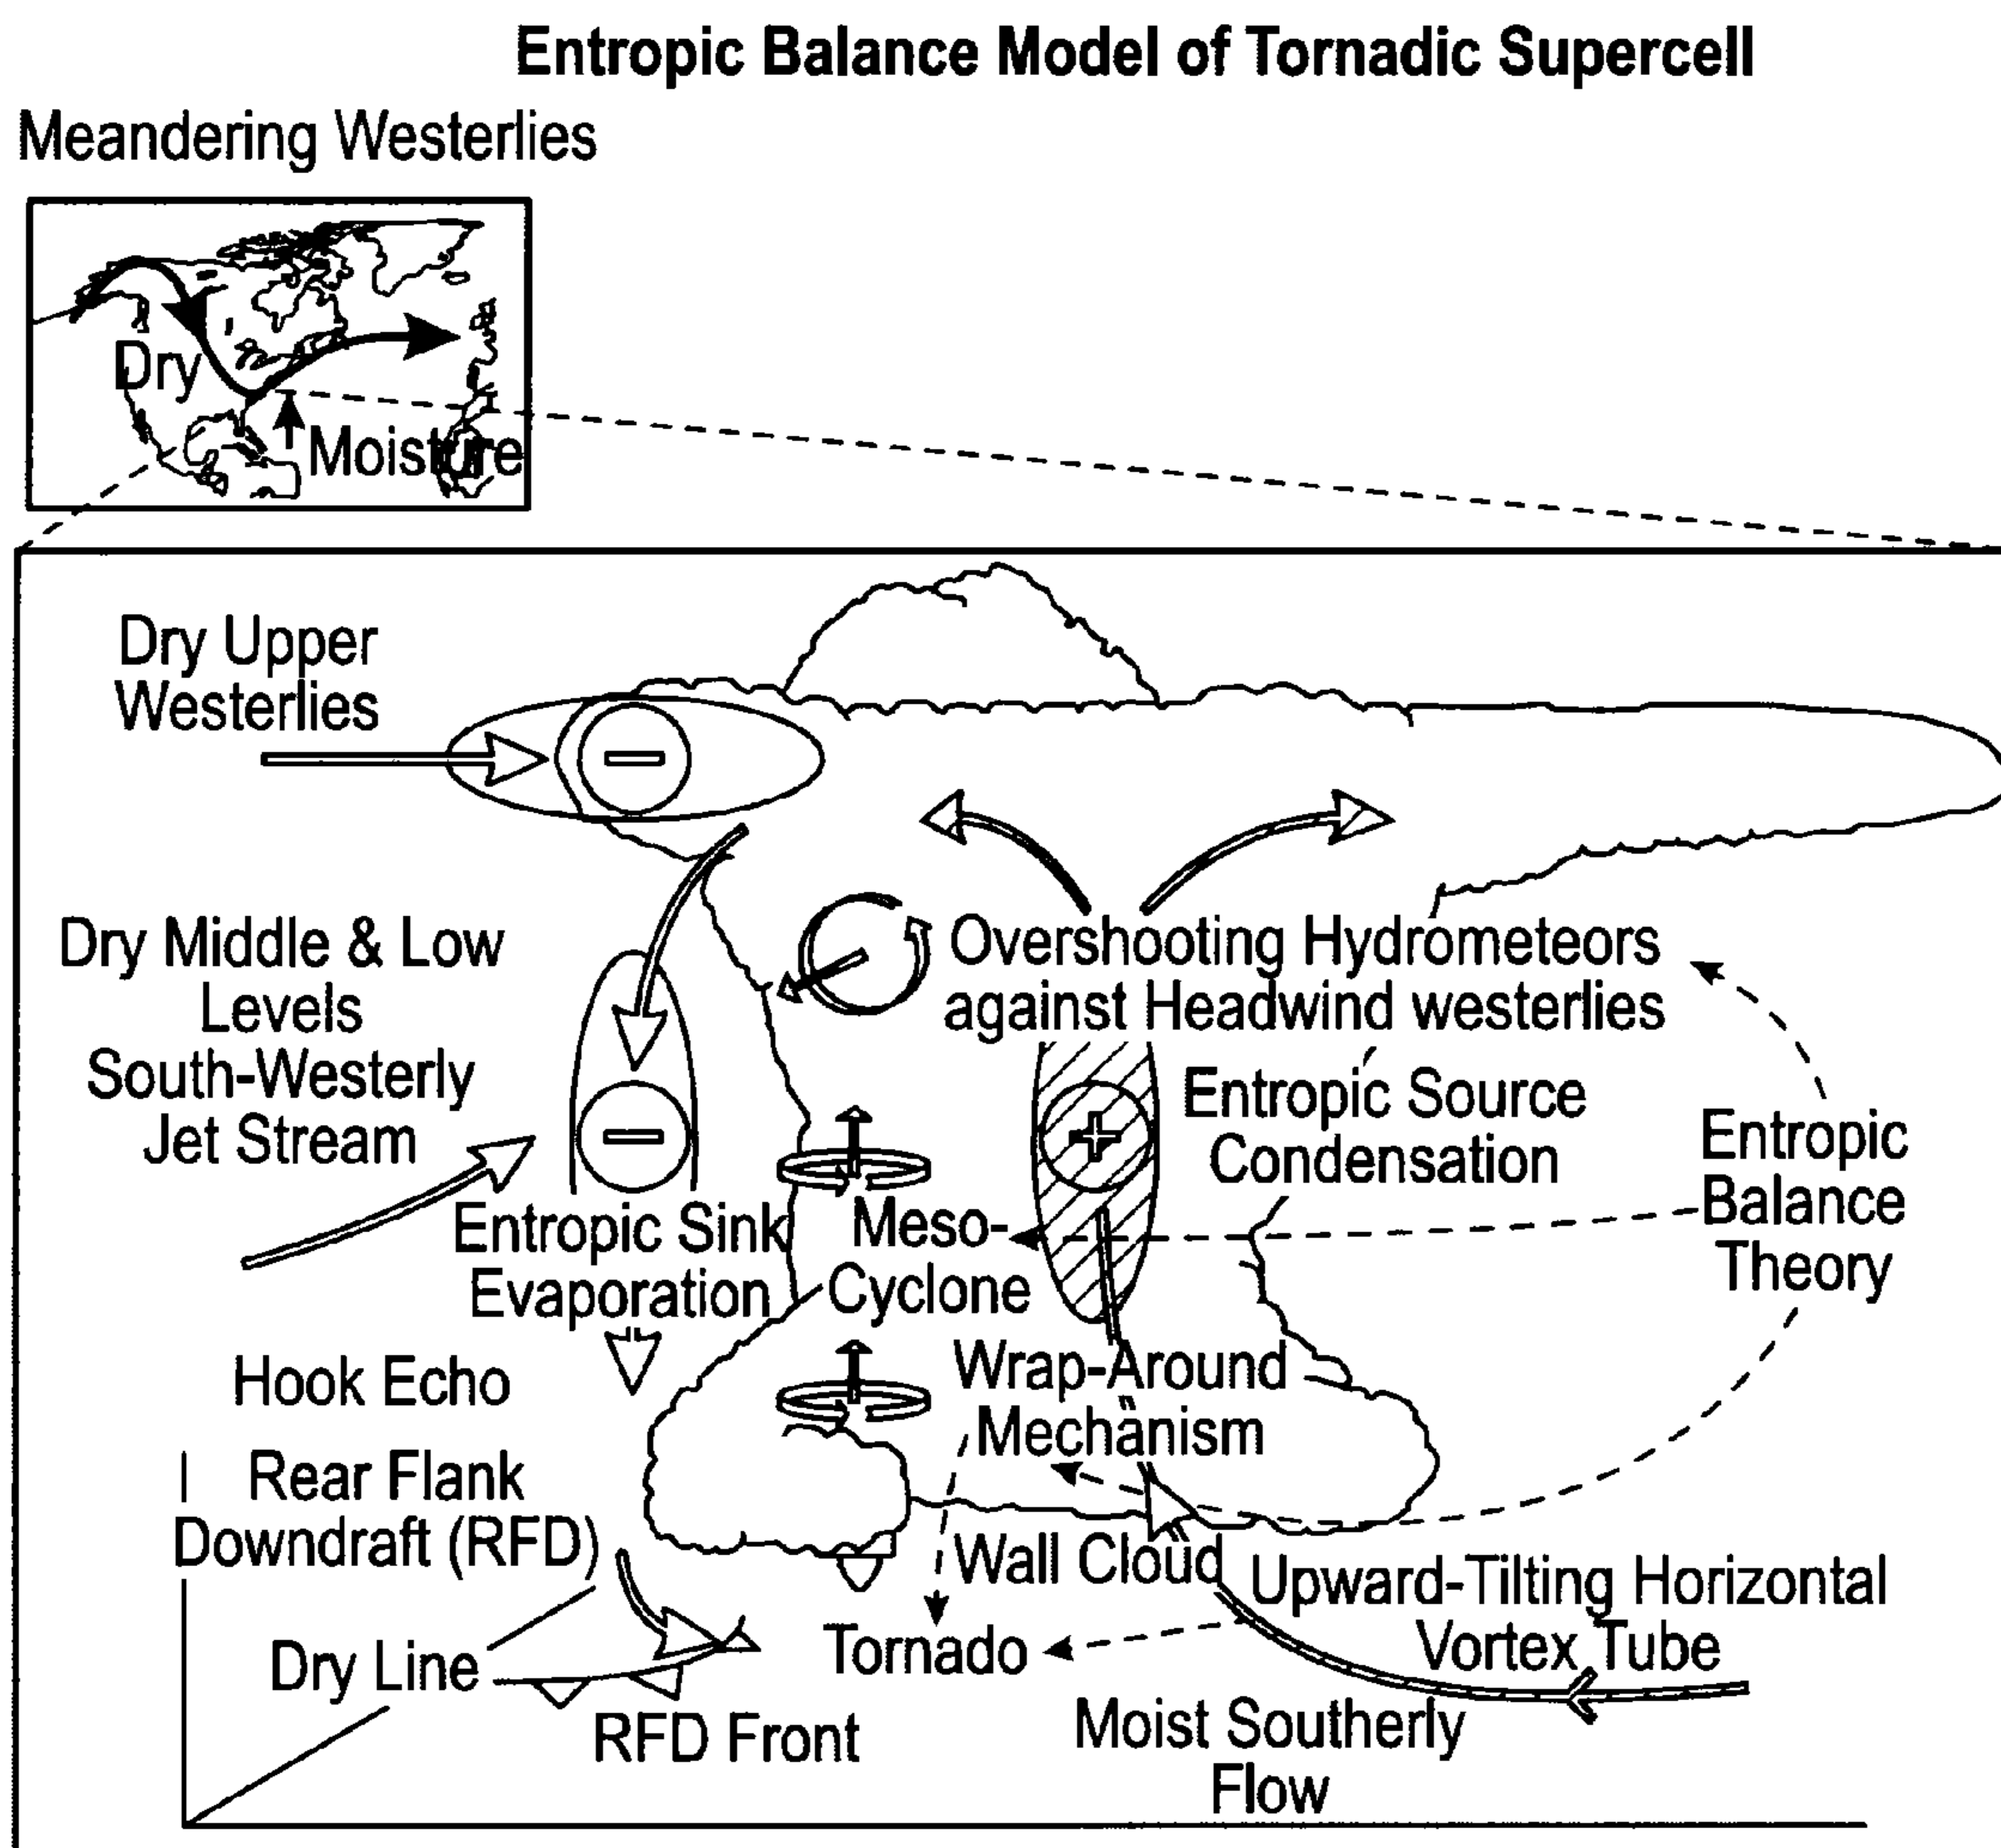 Entropic Balance Model of Tornadic Supercell
Meandering Westerlies
Dry
Moisture
Dry Upper
Westerlies
Dry Middle & Low
Levels
South-Westerly
Jet Stream
Overshooting Hydrometeors
against Headwind westerlies
Entropic Source
Condensation
Entropic
Balance
Theory
Entropic Sink
Evaporation
Meso-
Cyclone
Hook Echo
Wrap-Around
Mechanism
Rear Flank
Downdraft (RFD)
Wall Cloud
Upward-Tilting Horizontal
Vortex Tube
Tornado
Dry Line
RFD Front
Moist Southerly
Flow